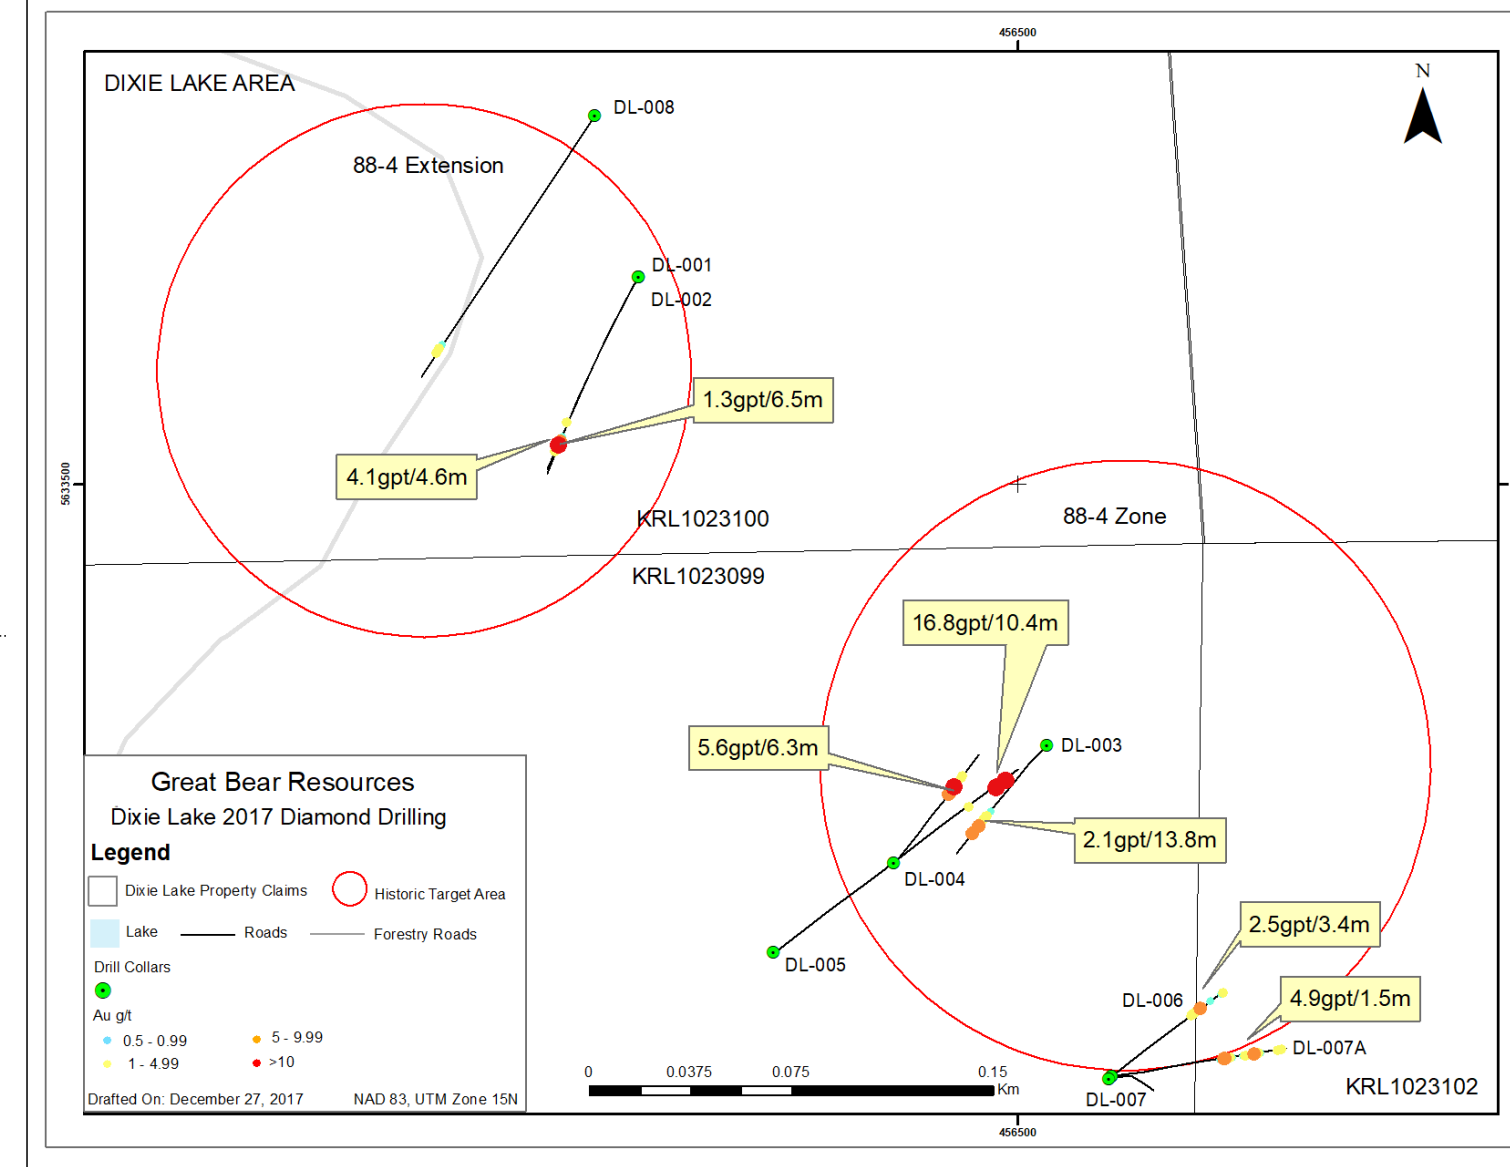 456500
DIXIE LAKE AREA
N
DL-008
88-4 Extension
DL-001
DL-002
1.3gpt/6.5m
4.1gpt/4.6m
5633500
KRL1023100
88-4 Zone
KRL1023099
16.8gpt/10.4m
5.6gpt/6.3m
DL-003
2.1gpt/13.8m
DL-004
2.5gpt/3.4m
DL-005
4.9gpt/1.5m
DL-006
DL-007A
KRL1023102
DL-007
Great Bear Resources
Dixie Lake 2017 Diamond Drilling
Legend
Dixie Lake Property Claims
Historic Target Area
Lake
Roads
Forestry Roads
Drill Collars
Au g/t
0.5 - 0.99
5 - 9.99
1 - 4.99
>10
Drafted On: December 27, 2017
NAD 83, UTM Zone 15N
0 0.0375 0.075 0.15
Km
456500